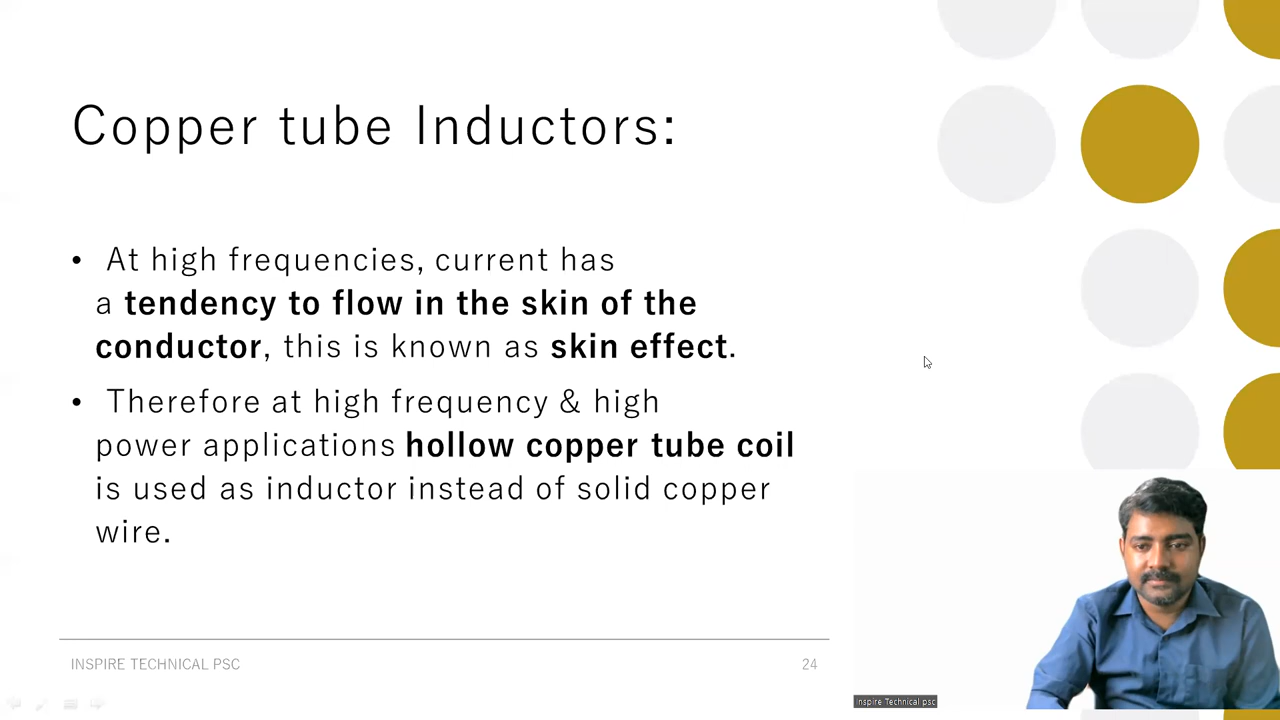 Copper tube Inductors:
• At high frequencies, current has
a tendency to flow in the skin of the
conductor, this is known as skin effect.
• Therefore at high frequency & high
power applications hollow copper tube coil
is used as inductor instead of solid copper
wire.
INSPIRE TECHNICAL PSC
24
Inspire Technical psc